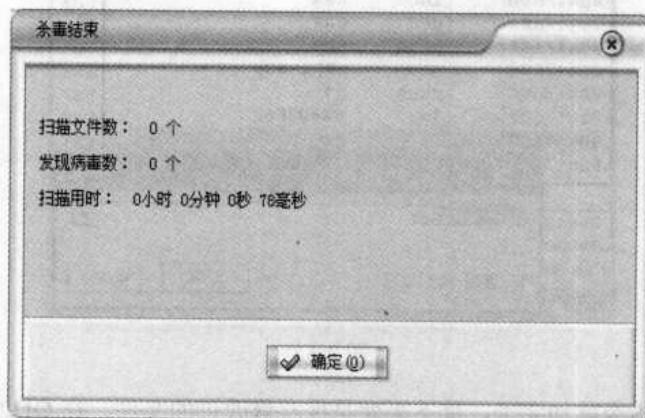 杀毒结束
扫描文件数： 0 个
发现病毒数： 0 个
扫描用时： 0小时 0分钟 0秒 78毫秒
确定(O)